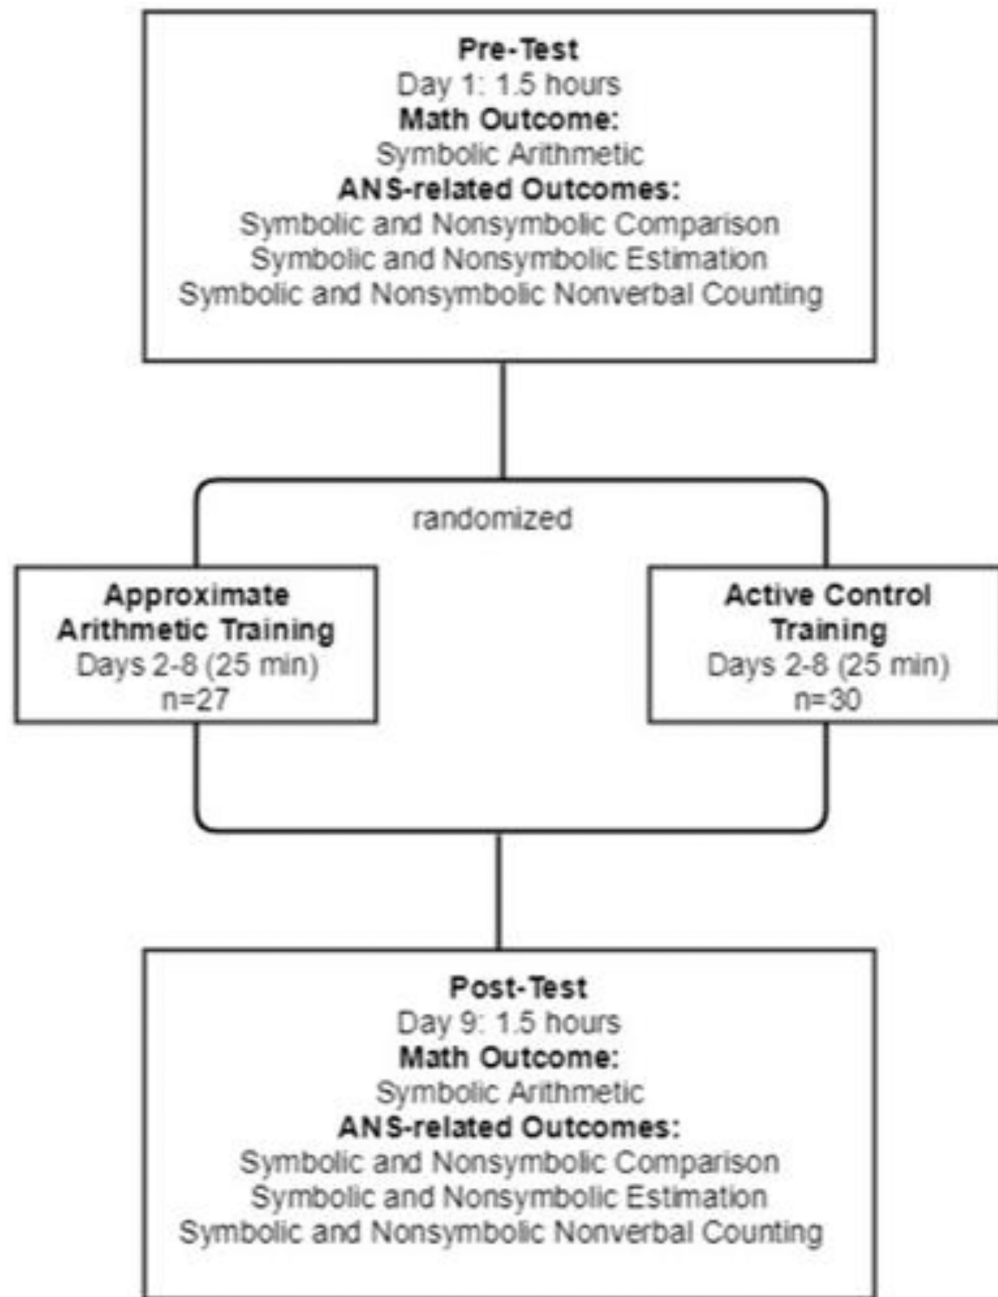 Pre-Test
Day 1: 1.5 hours
Math Outcome:
Symbolic Arithmetic
ANS-related Outcomes:
Symbolic and Nonsymbolic Comparison
Symbolic and Nonsymbolic Estimation
Symbolic and Nonsymbolic Nonverbal Counting
randomized
Approximate
Arithmetic Training
Days 2-8 (25 min)
n=27
Active Control
Training
Days 2-8 (25 min)
n=30
Post-Test
Day 9: 1.5 hours
Math Outcome:
Symbolic Arithmetic
ANS-related Outcomes:
Symbolic and Nonsymbolic Comparison
Symbolic and Nonsymbolic Estimation
Symbolic and Nonsymbolic Nonverbal Counting